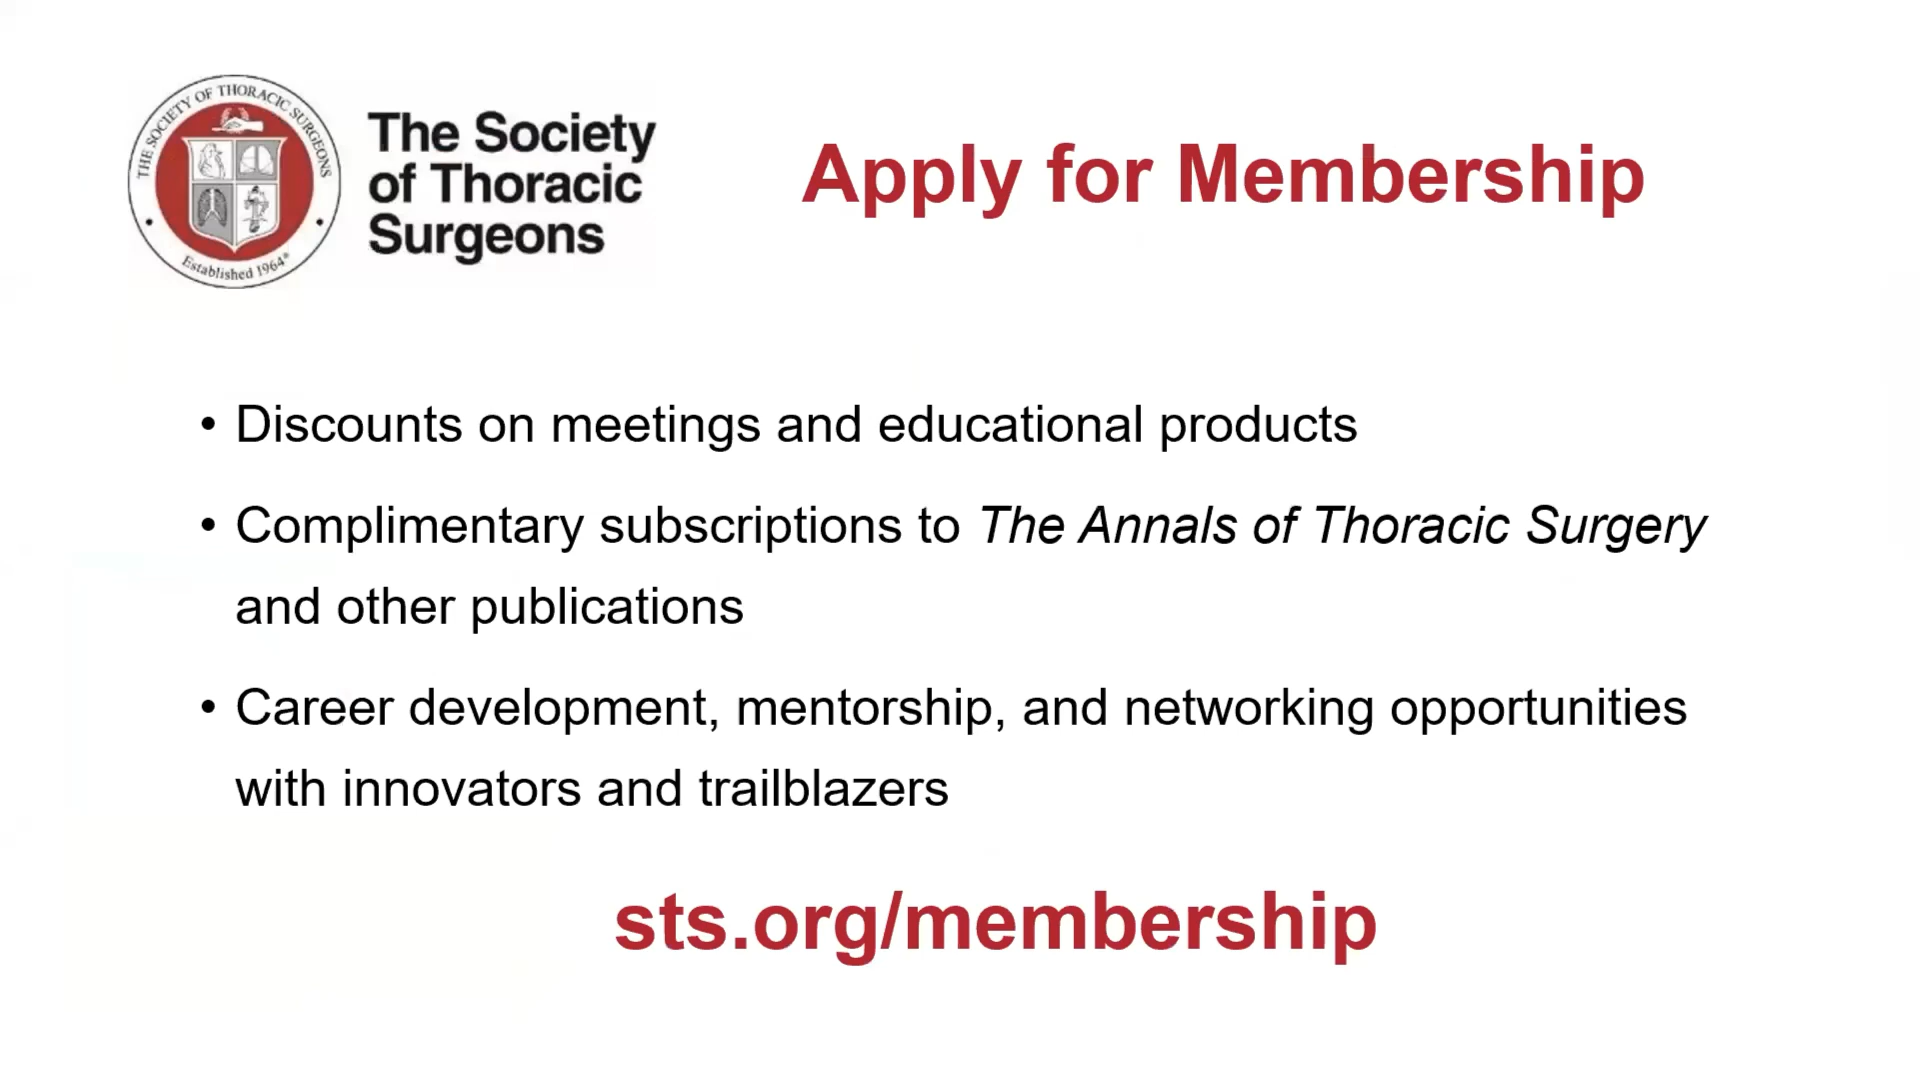 THE SOCIETY OF THORACIC SURGEONS
Established 1964®
The Society
of Thoracic
Surgeons
Apply for Membership
• Discounts on meetings and educational products
• Complimentary subscriptions to The Annals of Thoracic Surgery
and other publications
• Career development, mentorship, and networking opportunities
with innovators and trailblazers
sts.org/membership